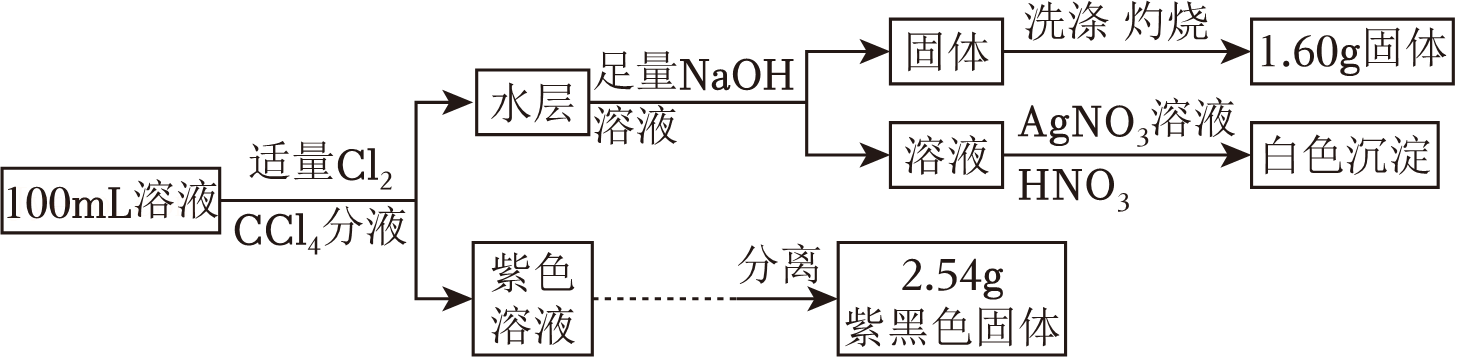 100mL溶液
适量Cl₂
CCl₄分液
水层
足量NaOH
溶液
固体
洗涤 灼烧
1.60g固体
溶液
AgNO₃溶液
HNO₃
白色沉淀
紫色
溶液
分离
2.54g
紫黑色固体